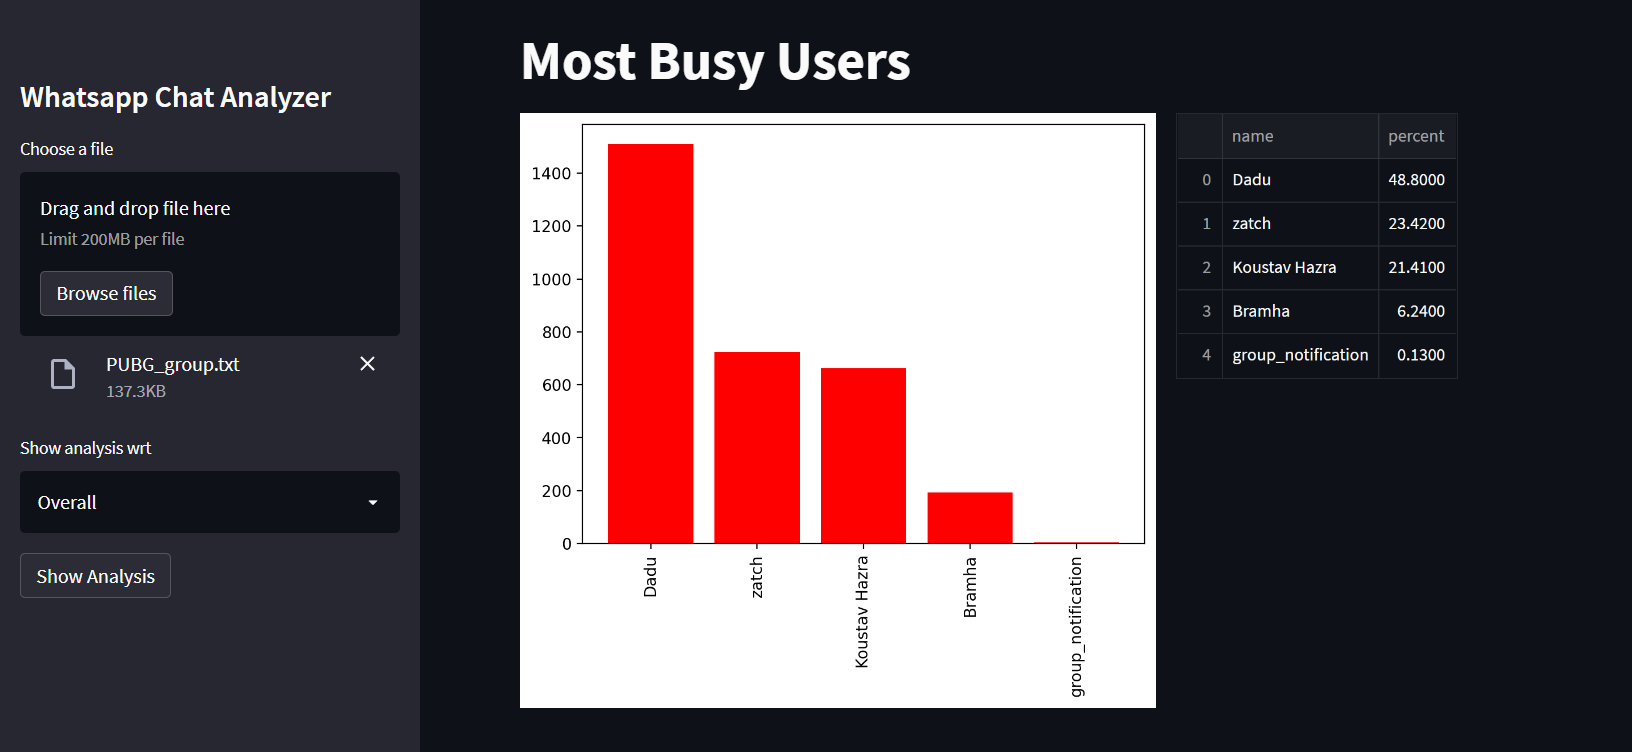 Whatsapp Chat Analyzer
Choose a file
Drag and drop file here
Limit 200MB per file
Browse files
PUBG_group.txt
137.3KB
Show analysis wrt
Overall
Show Analysis
Most Busy Users
1400
1200
1000
800
600
400
200
0
Dadu
zatch
Koustav Hazra
Bramha
group_notification
name percent
0 Dadu 48.8000
1 zatch 23.4200
2 Koustav Hazra 21.4100
3 Bramha 6.2400
4 group_notification 0.1300